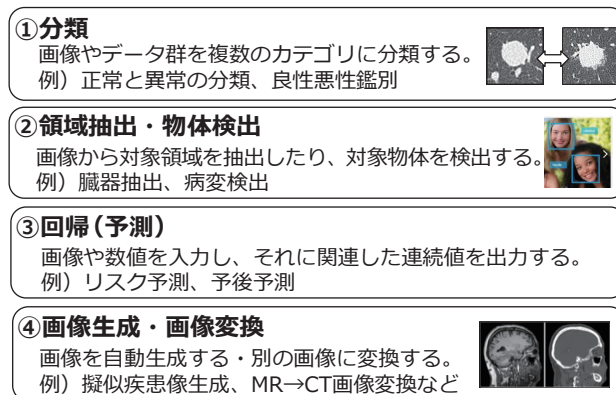 ①分類
画像やデータ群を複数のカテゴリに分類する。
例）正常と異常の分類、良性悪性鑑別
②領域抽出・物体検出
画像から対象領域を抽出したり、対象物体を検出する。
例）臓器抽出、病変検出
③回帰（予測）
画像や数値を入力し、それに関連した連続値を出力する。
例）リスク予測、予後予測
④画像生成・画像変換
画像を自動生成する・別の画像に変換する。
例）擬似疾患像生成、MR→CT画像変換など